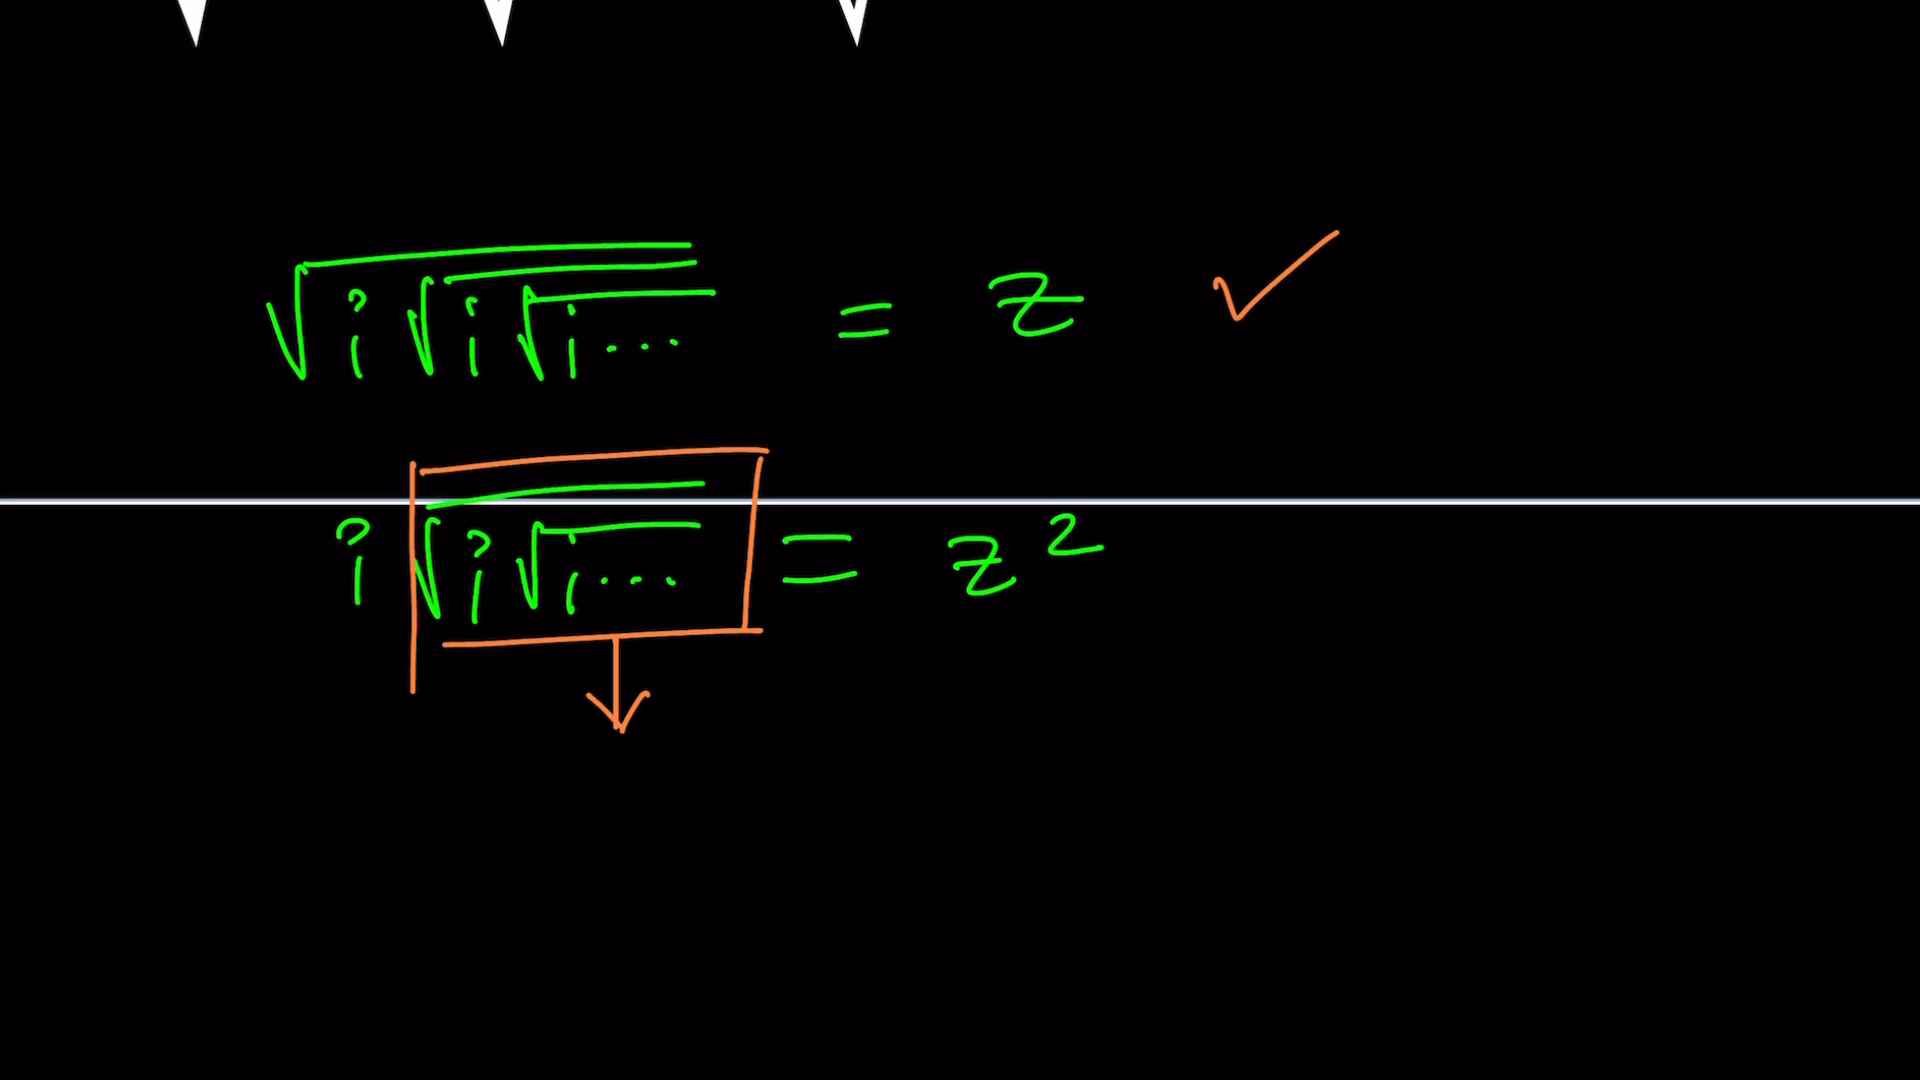 √(i√(i√(i...))) = z ✓
i√(i√(i...)) = z²